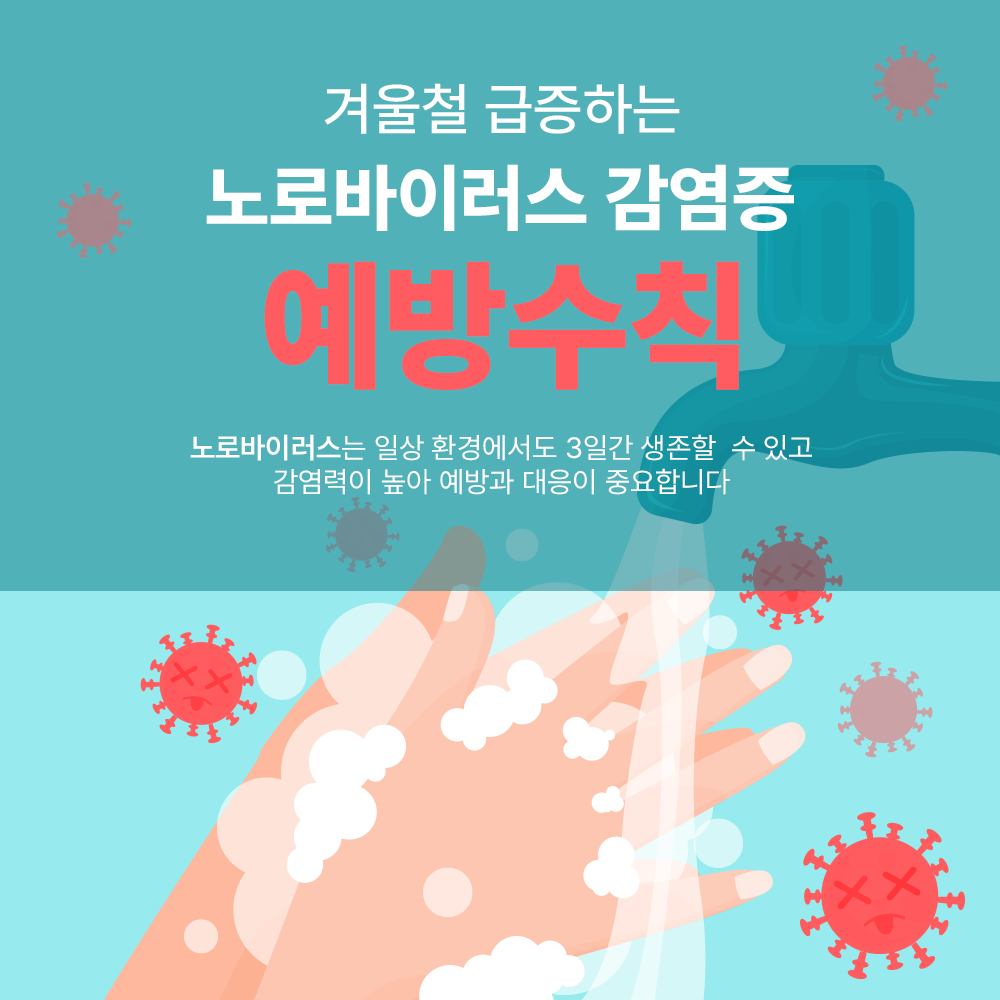 겨울철 급증하는
노로바이러스 감염증
예방수칙
노로바이러스는 일상 환경에서도 3일간 생존할  수 있고
감염력이 높아 예방과 대응이 중요합니다